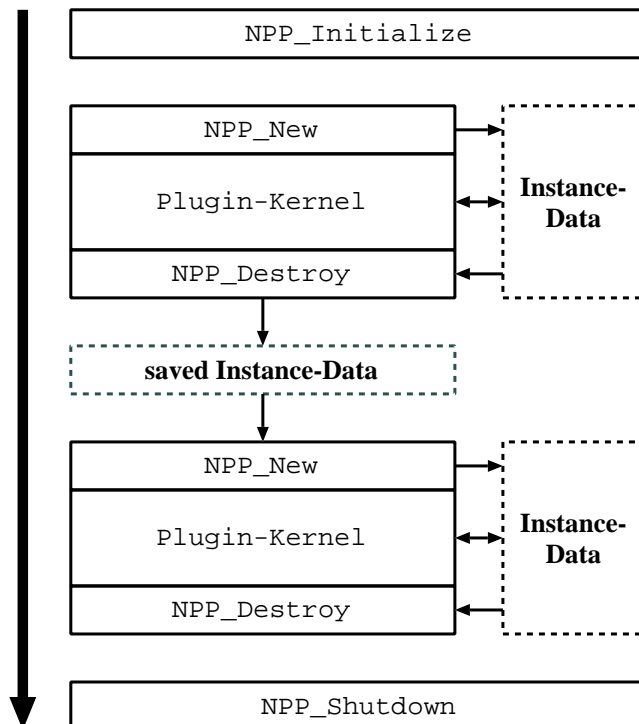 NPP_Initialize
NPP_New
Plugin-Kernel
Instance-
Data
NPP_Destroy
saved Instance-Data
NPP_New
Plugin-Kernel
Instance-
Data
NPP_Destroy
NPP_Shutdown